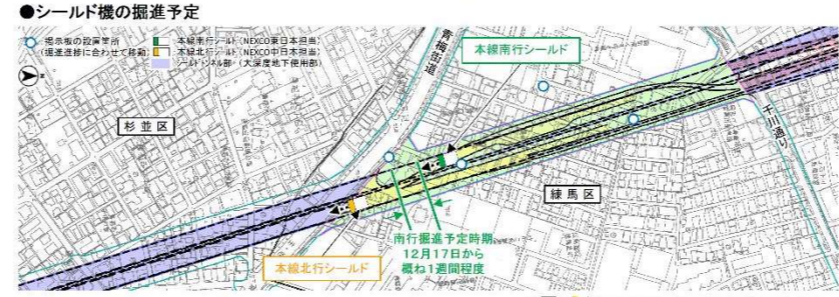 ●シールド機の掘進予定
掲示板の設置箇所
(掘進進捗に合わせて移動)
本線南行シールド(NEXCO東日本担当)
本線北行シールド(NEXCO中日本担当)
シールドトンネル部 (大深度地下使用部)
青梅街道
本線南行シールド
杉並区
千川通り
練馬区
南行掘進予定時期
12月17日から
概ね1週間程度
本線北行シールド